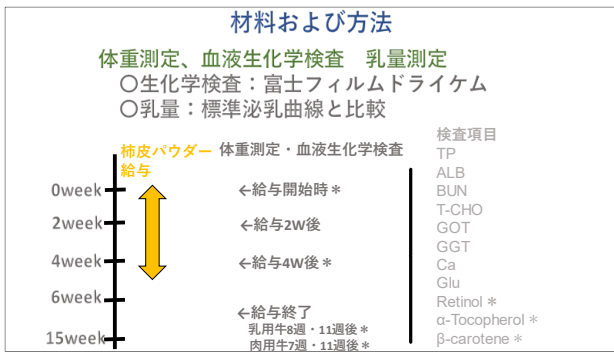 材料および方法
体重測定、血液生化学検査　乳量測定
〇生化学検査：富士フィルムドライケム
〇乳量：標準泌乳曲線と比較
柿皮パウダー
給与
体重測定・血液生化学検査
0week
←給与開始時＊
2week
←給与2W後
4week
←給与4W後＊
6week
←給与終了
乳用牛8週・11週後＊
15week
肉用牛7週・11週後＊
検査項目
TP
ALB
BUN
T-CHO
GOT
GGT
Ca
Glu
Retinol＊
α-Tocopherol＊
β-carotene＊